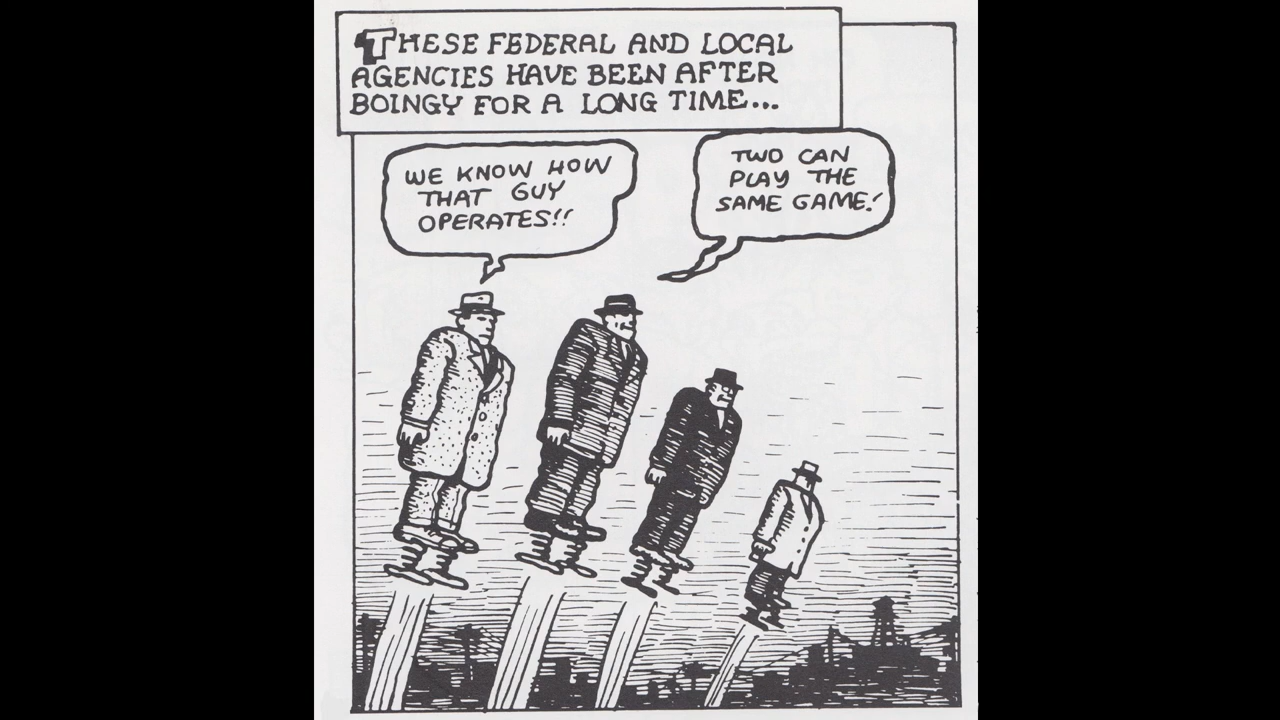 THESE FEDERAL AND LOCAL
AGENCIES HAVE BEEN AFTER
BOINGY FOR A LONG TIME...
WE KNOW HOW
THAT GUY
OPERATES!!
TWO CAN
PLAY THE
SAME GAME!